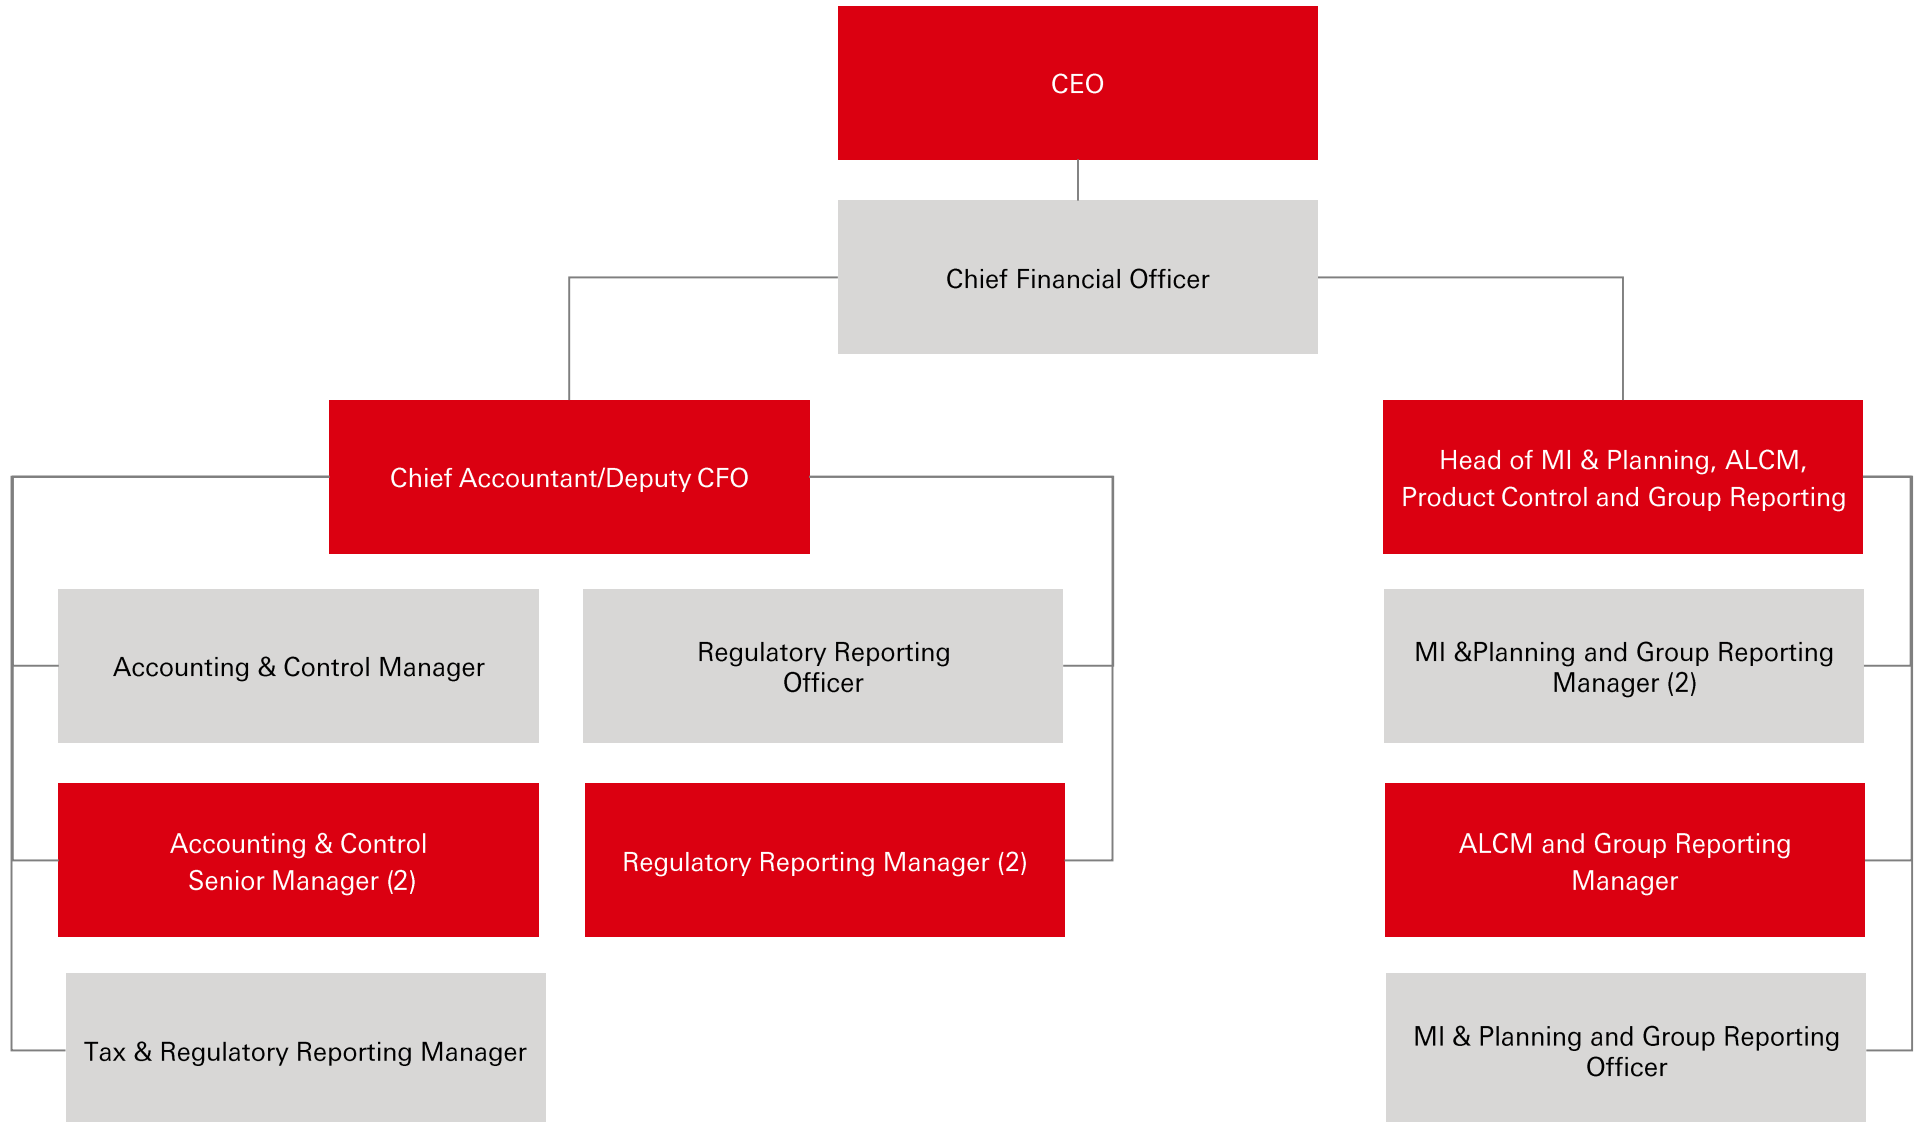 CEO
Chief Financial Officer
Chief Accountant/Deputy CFO
Head of MI & Planning, ALCM,
Product Control and Group Reporting
Accounting & Control Manager
Regulatory Reporting
Officer
MI &Planning and Group Reporting
Manager (2)
Accounting & Control
Senior Manager (2)
Regulatory Reporting Manager (2)
ALCM and Group Reporting
Manager
Tax & Regulatory Reporting Manager
MI & Planning and Group Reporting
Officer